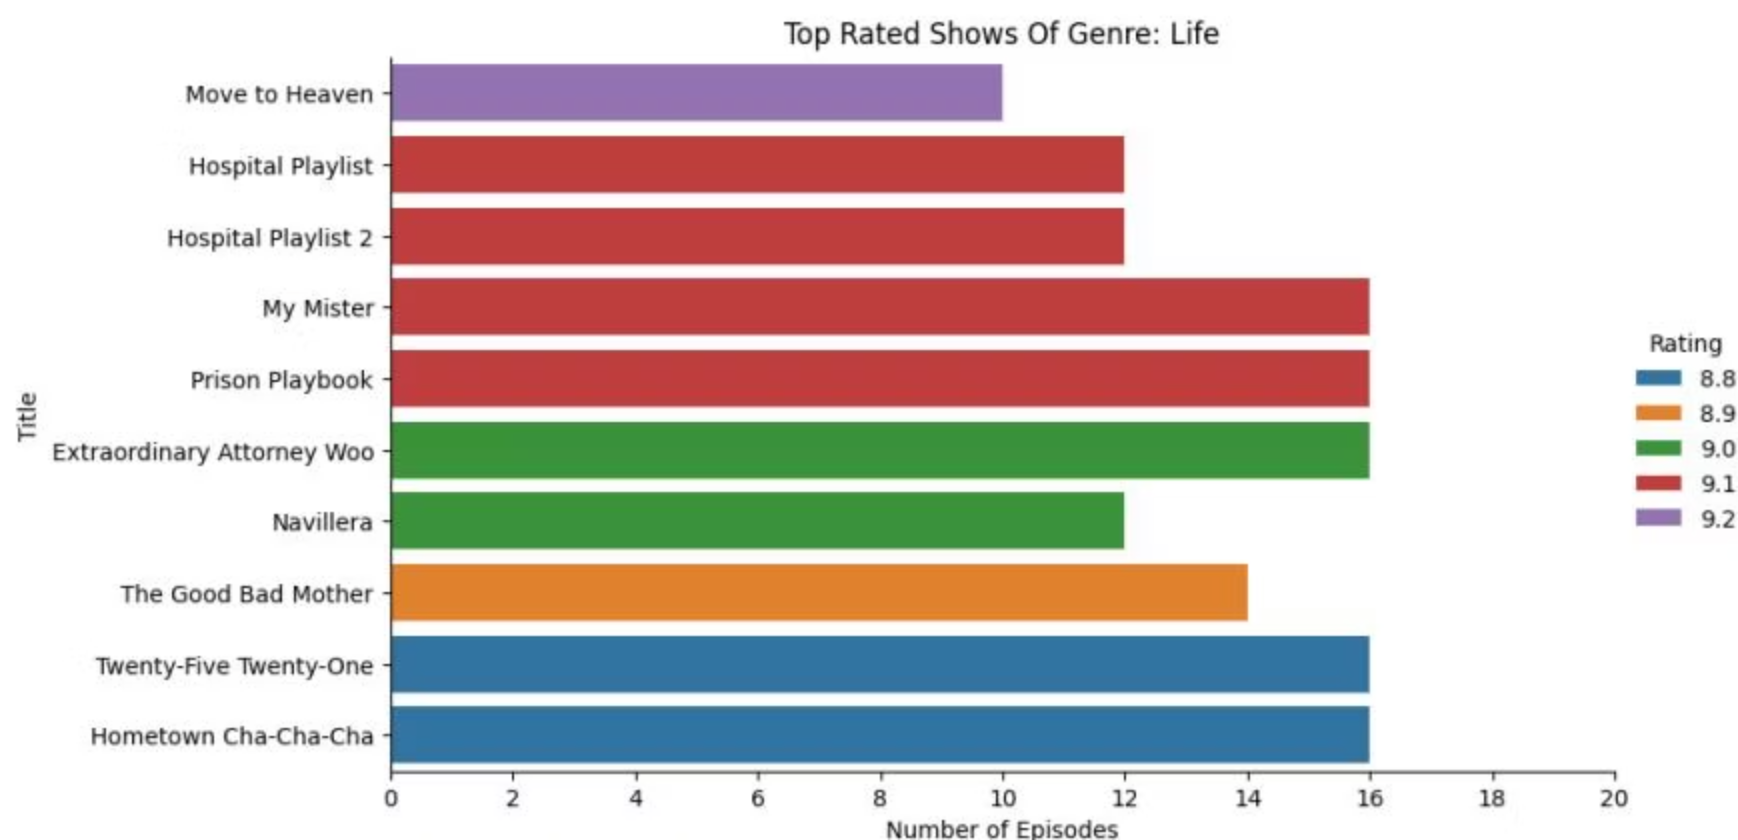 Top Rated Shows Of Genre: Life
Title
Move to Heaven
Hospital Playlist
Hospital Playlist 2
My Mister
Prison Playbook
Extraordinary Attorney Woo
Navillera
The Good Bad Mother
Twenty-Five Twenty-One
Hometown Cha-Cha-Cha
0 2 4 6 8 10 12 14 16 18 20
Number of Episodes
Rating
8.8
8.9
9.0
9.1
9.2